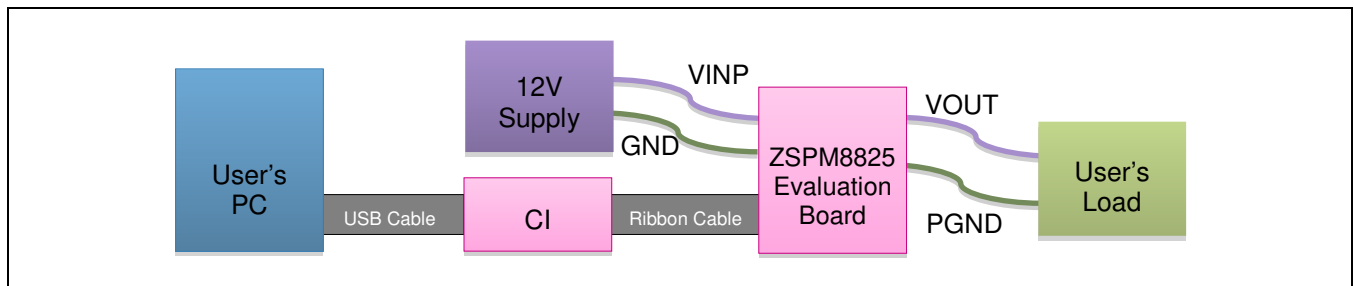 12V
Supply
VINP
GND
User's
PC
USB Cable
CI
Ribbon Cable
ZSPM8825
Evaluation
Board
VOUT
PGND
User's
Load